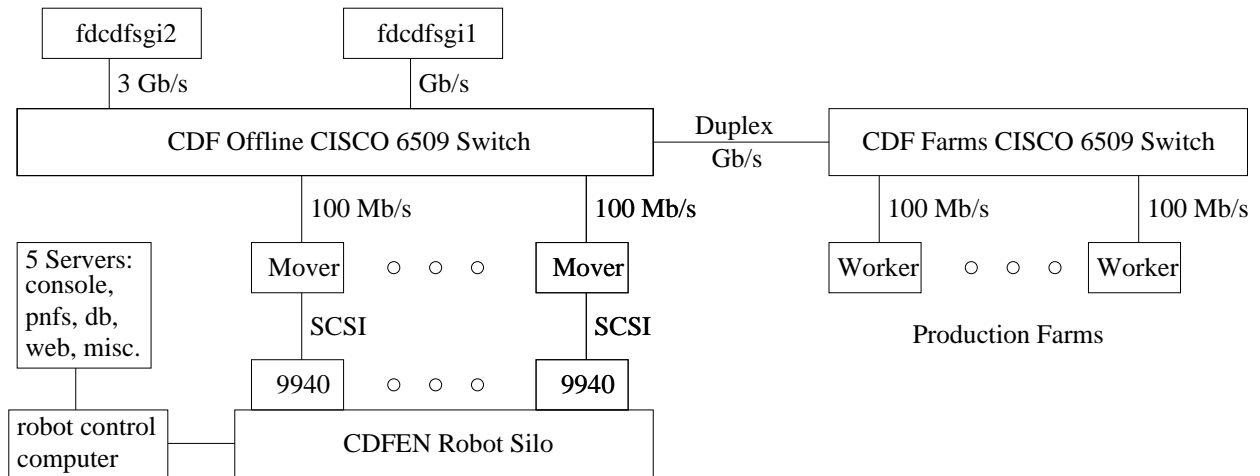 fdcdfsgi2
fdcdfsgi1
3 Gb/s
Gb/s
CDF Offline CISCO 6509 Switch
Duplex
Gb/s
CDF Farms CISCO 6509 Switch
100 Mb/s
100 Mb/s
100 Mb/s
100 Mb/s
5 Servers:
console,
pnfs, db,
web, misc.
Mover
Mover
Worker
Worker
SCSI
SCSI
Production Farms
9940
9940
robot control
computer
CDFEN Robot Silo